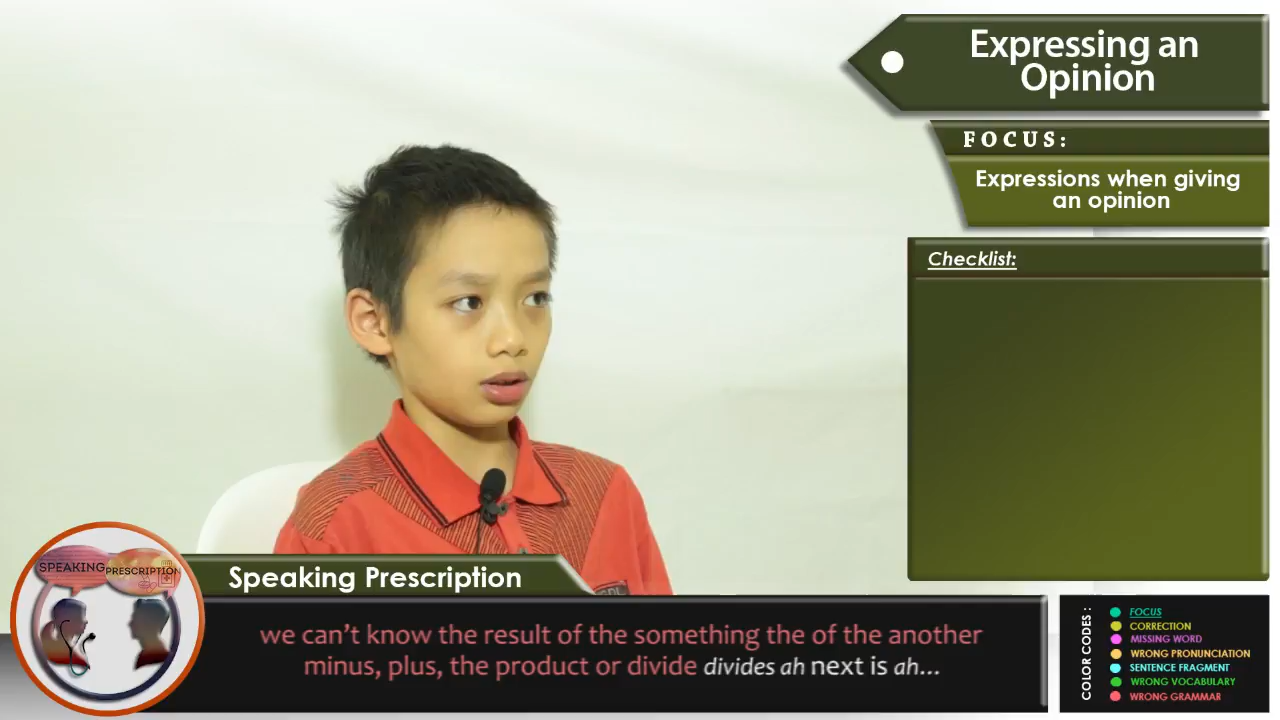 Expressing an
Opinion
FOCUS:
Expressions when giving
an opinion
Checklist:
SPEAKING
PRESCRIPTION
Speaking Prescription
we can't know the result of the something the of the another
minus, plus, the product or divide divides ah next is ah...
COLOR CODES :
FOCUS
CORRECTION
MISSING WORD
WRONG PRONUNCIATION
SENTENCE FRAGMENT
WRONG VOCABULARY
WRONG GRAMMAR